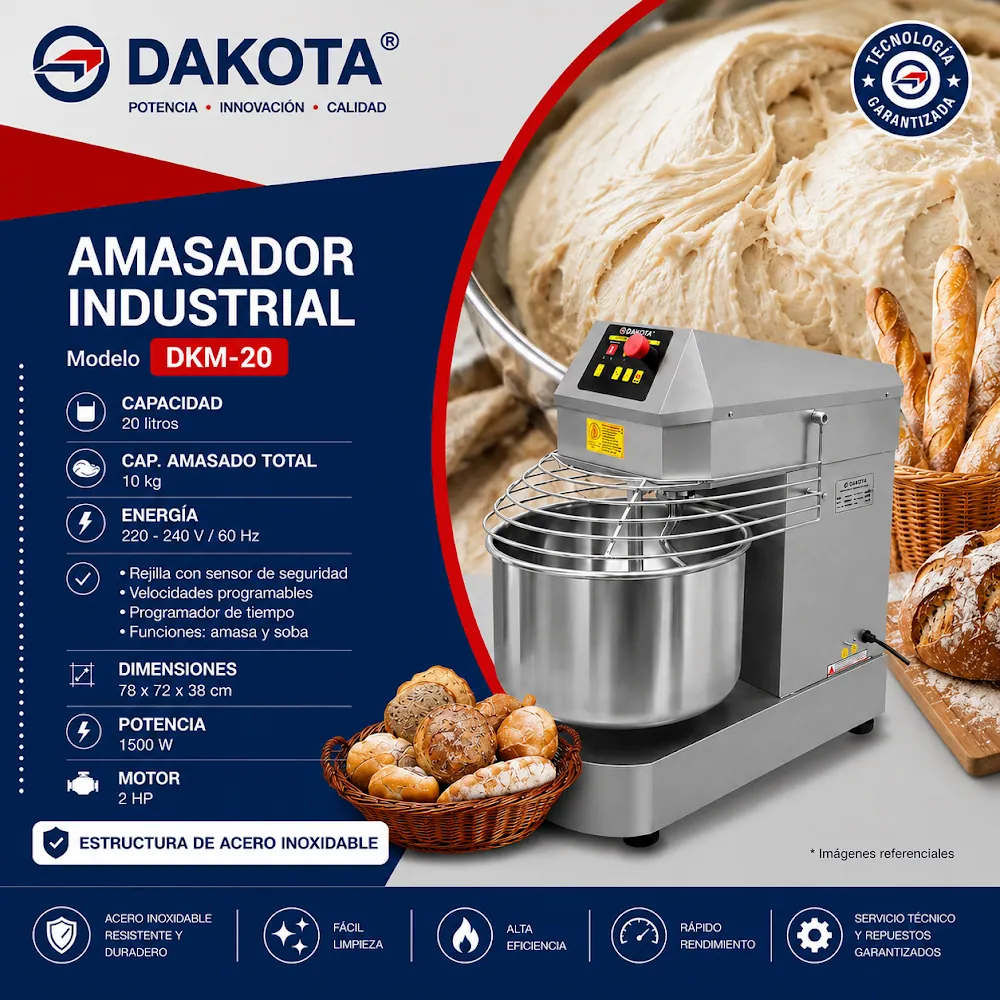 DAKOTA®
POTENCIA • INNOVACIÓN • CALIDAD
TECNOLOGÍA
GARANTIZADA
AMASADOR
INDUSTRIAL
Modelo DKM-20
CAPACIDAD
20 litros
CAP. AMASADO TOTAL
10 kg
ENERGÍA
220 - 240 V / 60 Hz
• Rejilla con sensor de seguridad
• Velocidades programables
• Programador de tiempo
• Funciones: amasa y soba
DIMENSIONES
78 x 72 x 38 cm
POTENCIA
1500 W
MOTOR
2 HP
ESTRUCTURA DE ACERO INOXIDABLE
DAKOTA
DAKOTA
* Imágenes referenciales
ACERO INOXIDABLE
RESISTENTE Y
DURADERO
FÁCIL
LIMPIEZA
ALTA
EFICIENCIA
RÁPIDO
RENDIMIENTO
SERVICIO TÉCNICO
Y REPUESTOS
GARANTIZADOS